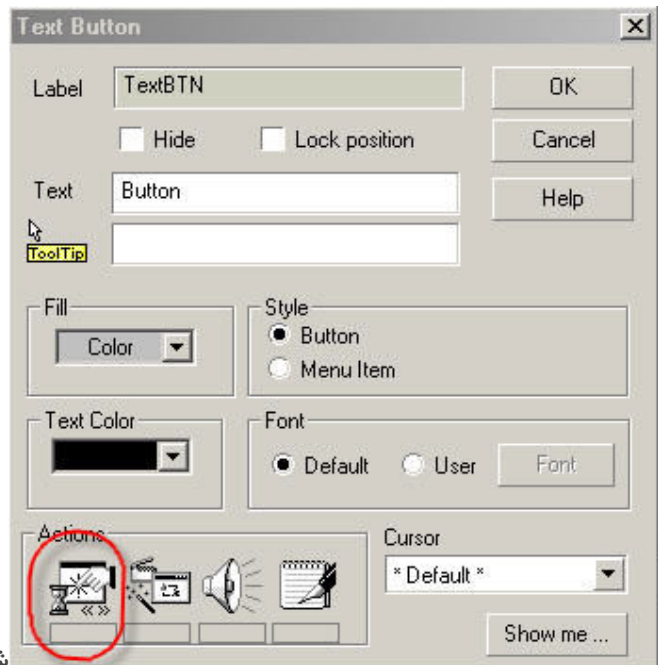 Text Button
Label TextBTN OK
Hide Lock position Cancel
Text Button Help
ToolTip
Fill Style
Color Button
Menu Item
Text Color Font
Default User Font
Actions Cursor
* Default *
Show me ...